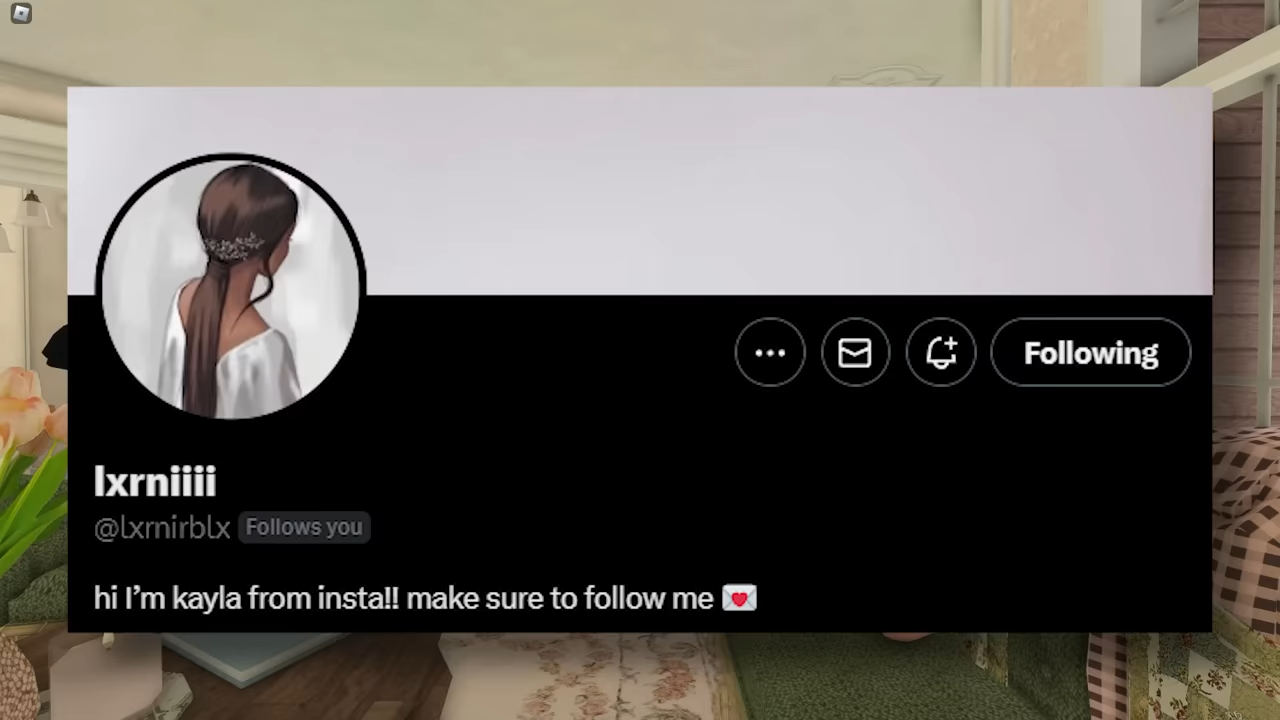 Following
lxrniiii
@lxrnirblx Follows you
hi I'm kayla from insta!! make sure to follow me 💌